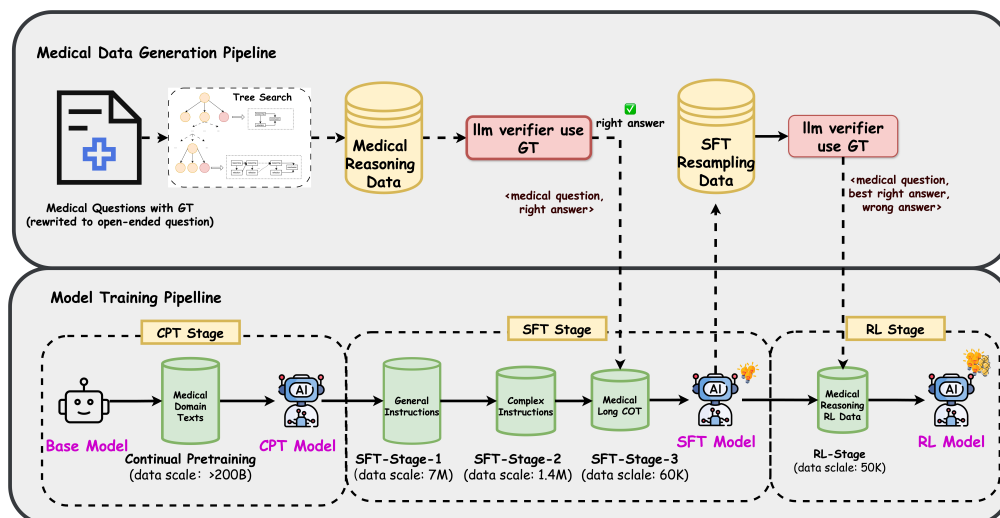 Medical Data Generation Pipeline
Tree Search
Medical
Reasoning
Data
llm verifier use
GT
right answer
SFT
Resampling
Data
llm verifier
use GT
Medical Questions with GT
(rewrited to open-ended question)
<medical question,
right answer>
<medical question,
best right answer,
wrong answer>
Model Training Pipelline
CPT Stage
SFT Stage
RL Stage
Base Model
Medical
Domain
Texts
AI
CPT Model
General
Instructions
Complex
Instructions
Medical
Long COT
AI
SFT Model
Medical
Reasoning
RL Data
AI
RL Model
Continual Pretraining
(data scale: >200B)
SFT-Stage-1
(data scale: 7M)
SFT-Stage-2
(data scale: 1.4M)
SFT-Stage-3
(data sclale: 60K)
RL-Stage
(data sclale: 50K)